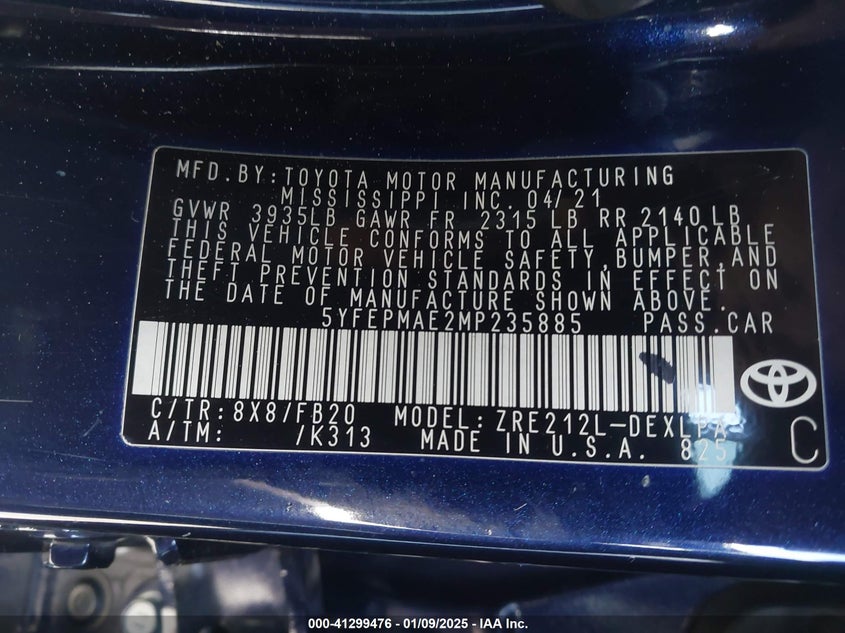 MFD.BY:TOYOTA MOTOR MANUFACTURING
MISSISSIPPI INC. 04/21
GVWR 3935LB GAWR FR 2315 LB RR 2140 LB
THIS VEHICLE CONFORMS TO ALL APPLICABLE
FEDERAL MOTOR VEHICLE SAFETY,BUMPER,AND
THEFT PREVENTION STANDARDS IN EFFECT ON
THE DATE OF MANUFACTURE SHOWN ABOVE.
5YFEPMAE2MP235885 PASS.CAR
C/TR:8X8/FB20 MODEL:ZRE212L-DEXLPA
A/TM: /K313 MADE IN U.S.A. 825
C
000-41299476 — 01/09/2025 — IAA Inc.